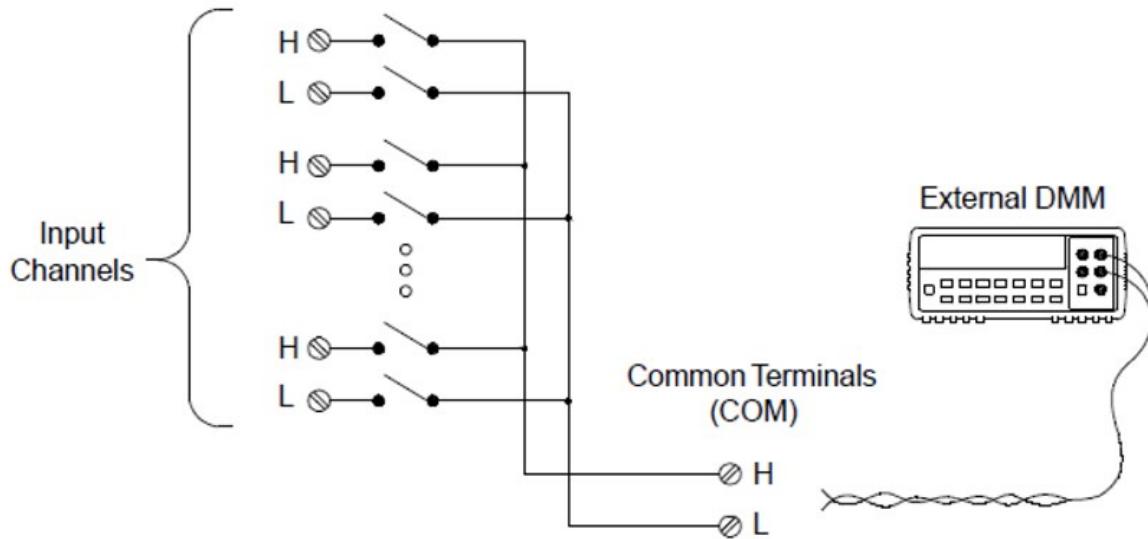 H
L
H
L
Input
Channels
H
L
External DMM
Common Terminals
(COM)
H
L